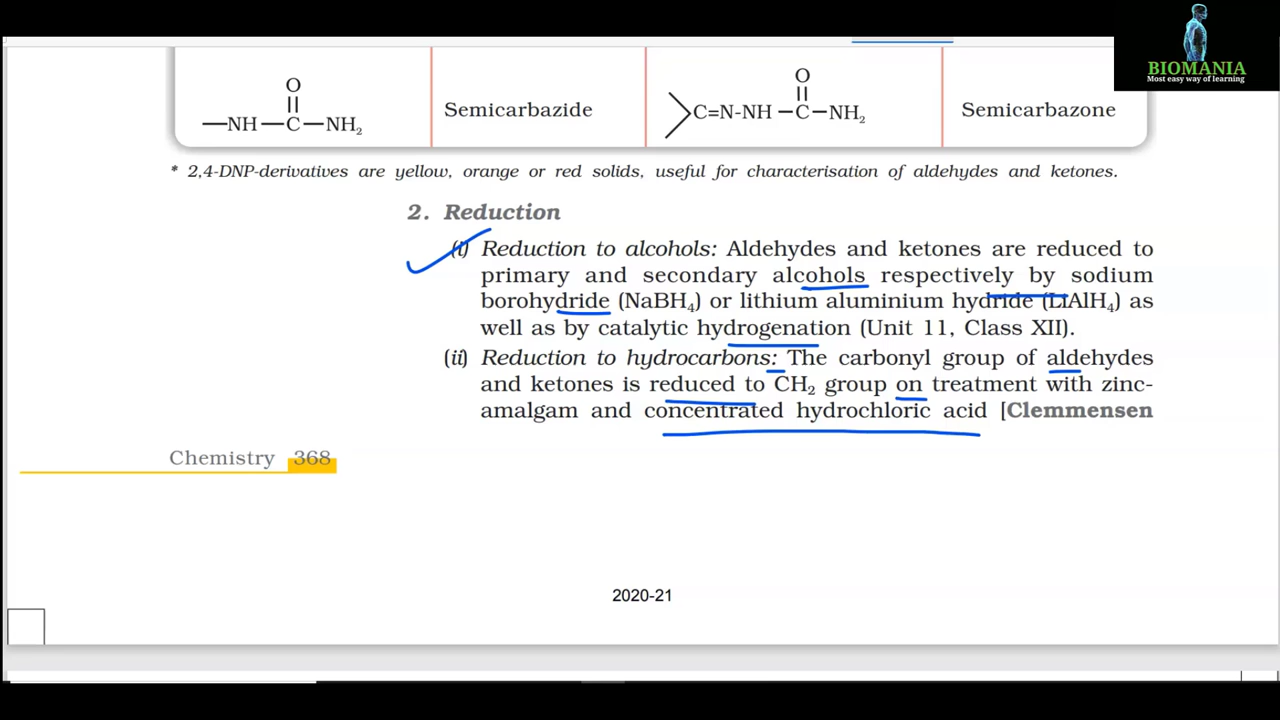 BIOMANIA
Most easy way of learning
O
||
—NH—C—NH₂
Semicarbazide
O
||
C=N-NH—C—NH₂
Semicarbazone
* 2,4-DNP-derivatives are yellow, orange or red solids, useful for characterisation of aldehydes and ketones.
2. Reduction
(i) Reduction to alcohols: Aldehydes and ketones are reduced to
primary and secondary alcohols respectively by sodium
borohydride (NaBH₄) or lithium aluminium hydride (LiAlH₄) as
well as by catalytic hydrogenation (Unit 11, Class XII).
(ii) Reduction to hydrocarbons: The carbonyl group of aldehydes
and ketones is reduced to CH₂ group on treatment with zinc-
amalgam and concentrated hydrochloric acid [Clemmensen
Chemistry 368
2020-21